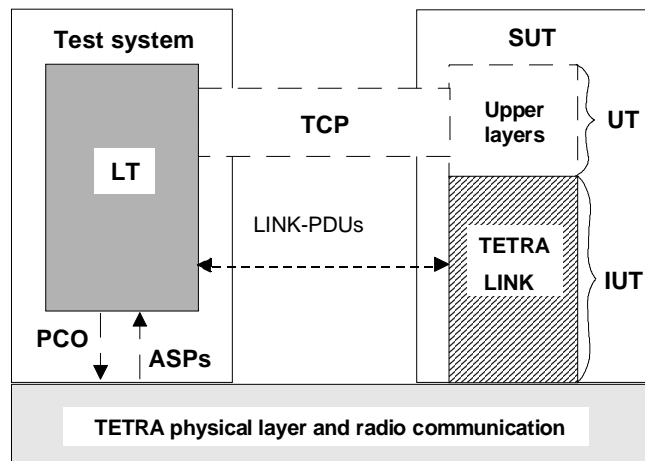 Test system
SUT
LT
TCP
Upper
layers
UT
LINK-PDUs
TETRA
LINK
IUT
PCO
ASPs
TETRA physical layer and radio communication